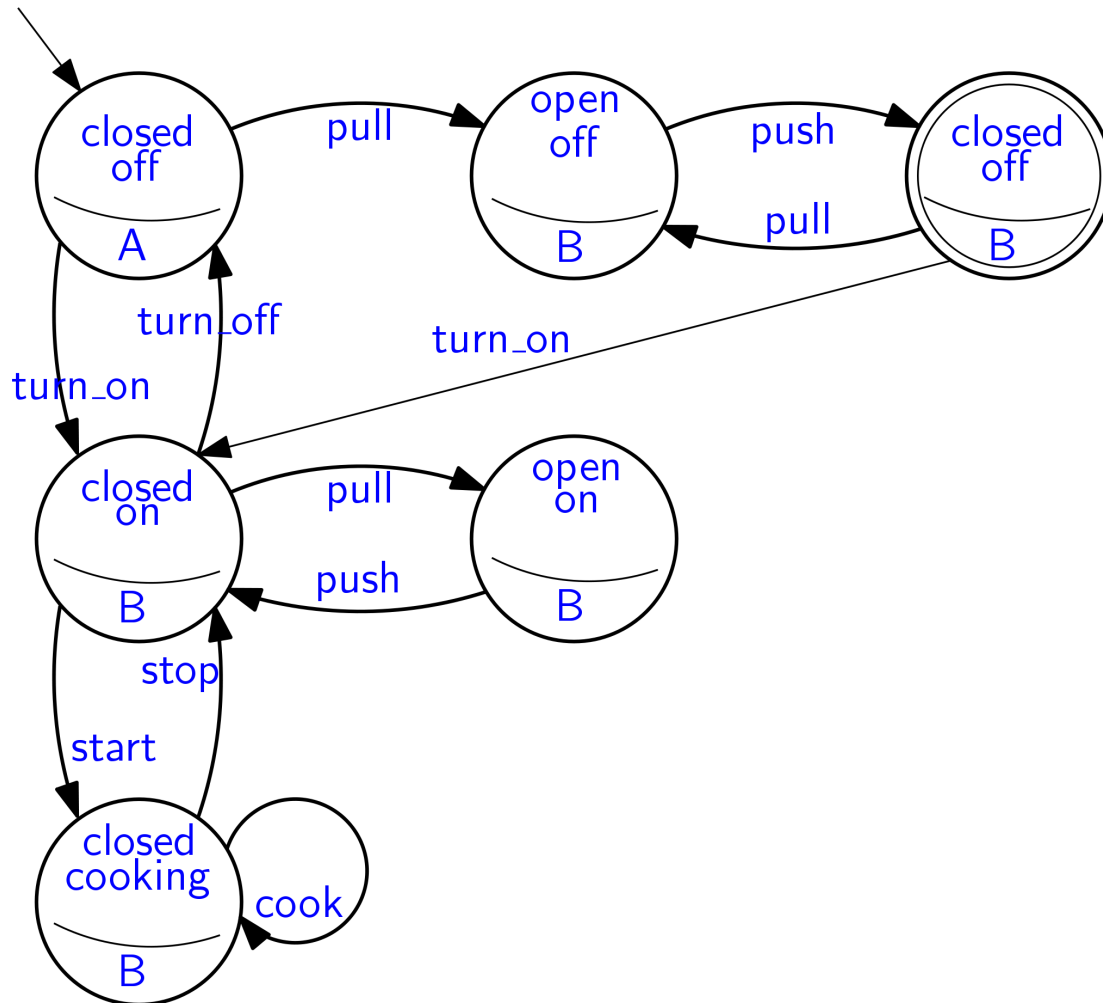 closed
off
A
pull
open
off
B
push
pull
closed
off
B
turn_off
turn_on
turn_on
closed
on
B
pull
push
open
on
B
stop
start
closed
cooking
B
cook